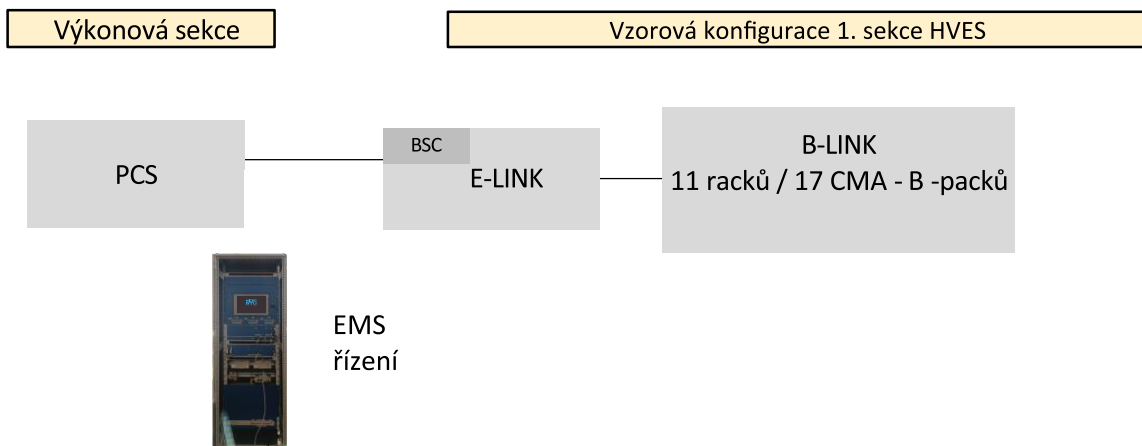 Výkonová sekce
Vzorová konfigurace 1. sekce HVES
PCS
BSC
E-LINK
B-LINK
11 racků / 17 CMA - B -packů
EMS
řízení